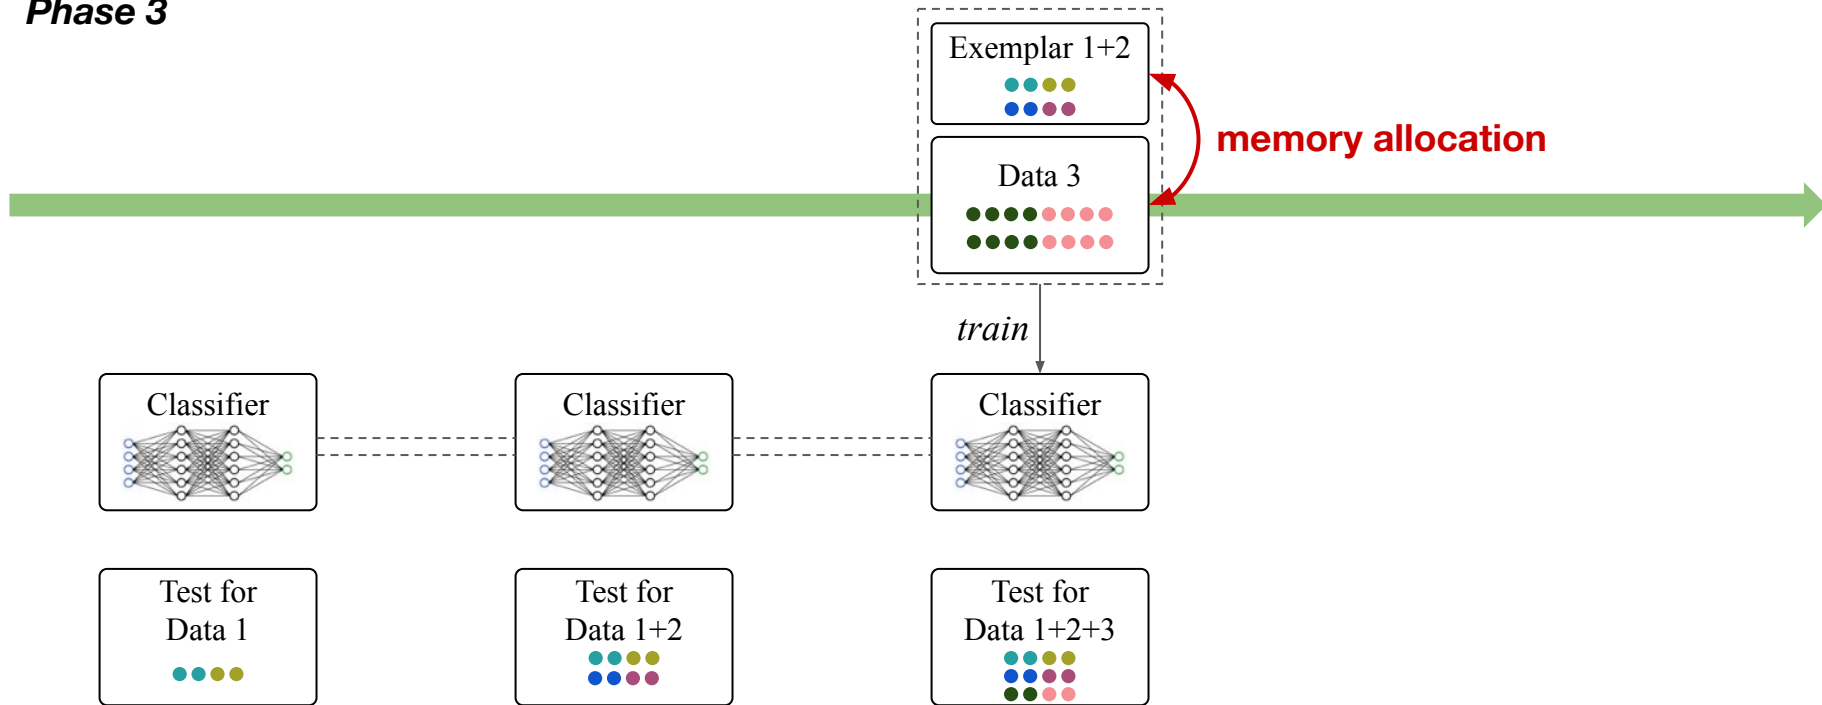 Phase 3
Exemplar 1+2
memory allocation
Data 3
train
Classifier
Classifier
Classifier
Test for
Data 1
Test for
Data 1+2
Test for
Data 1+2+3